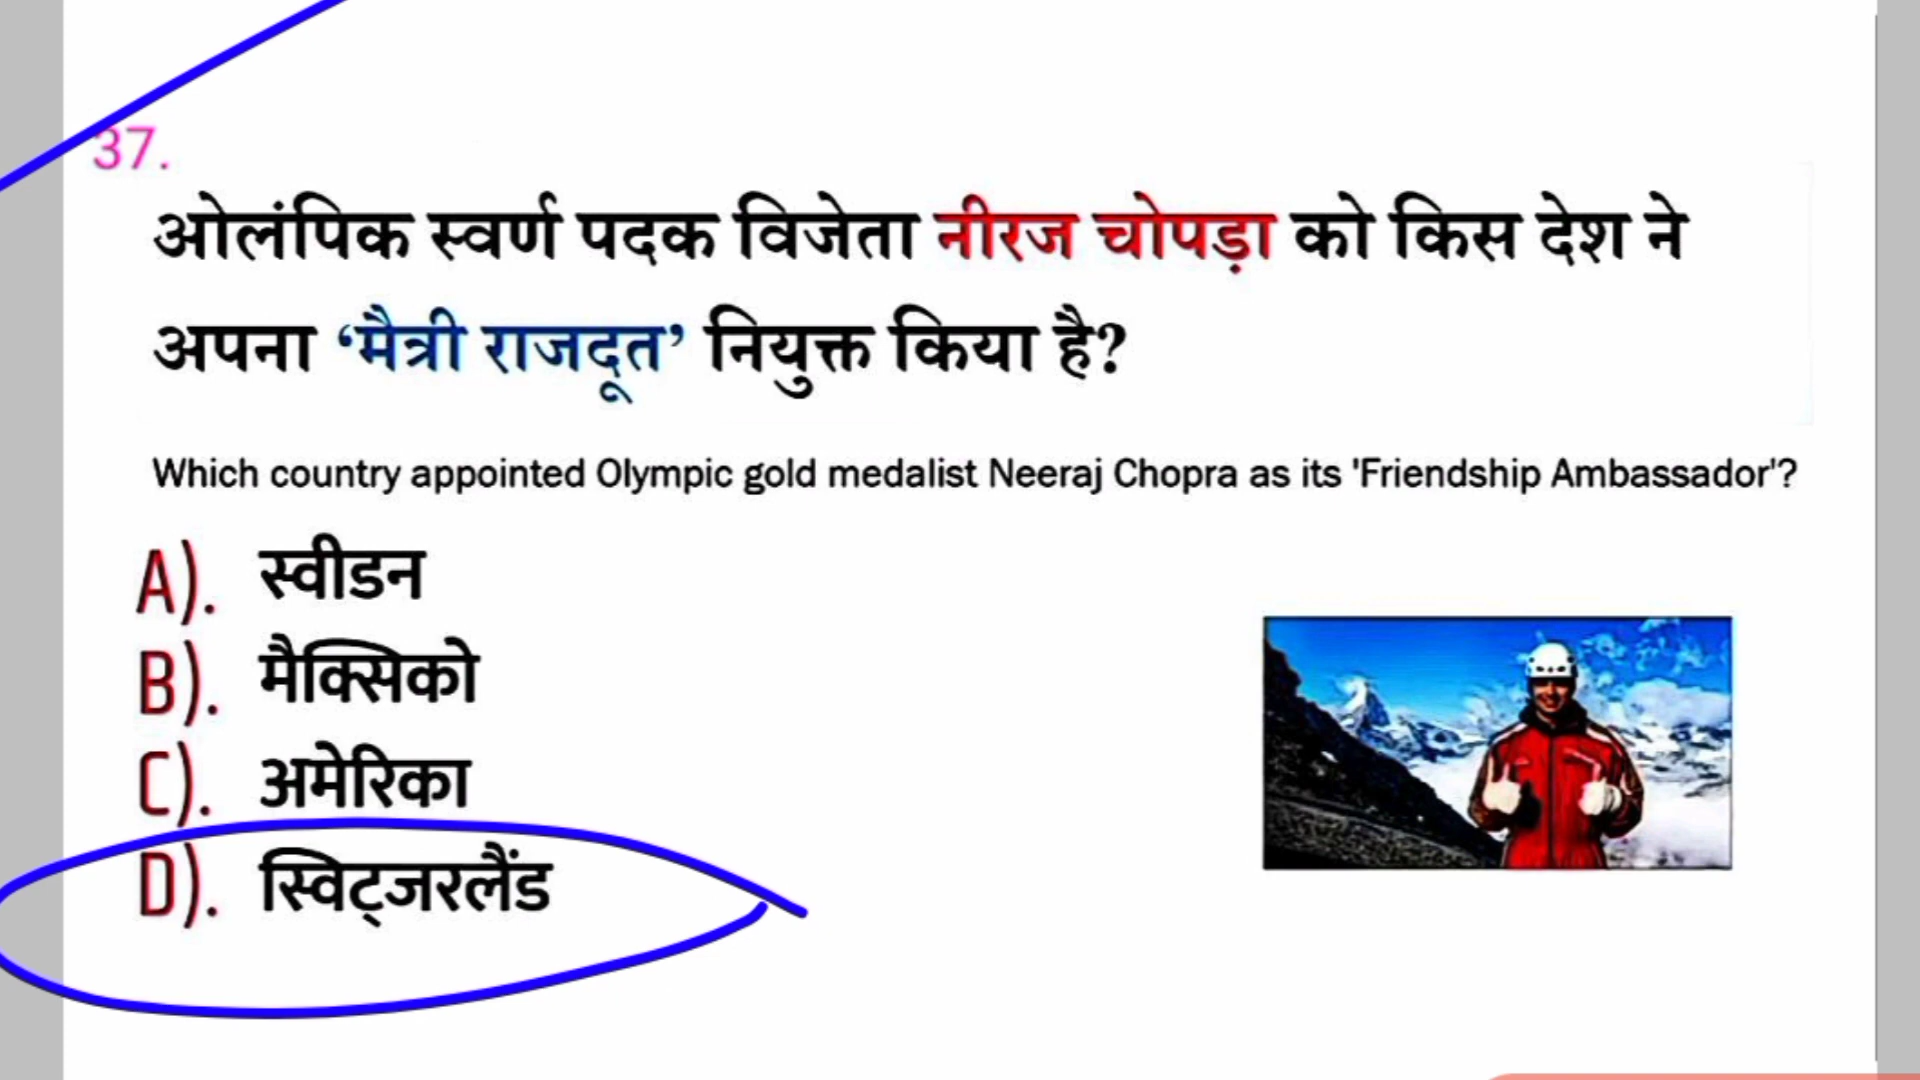 37.
ओलंपिक स्वर्ण पदक विजेता नीरज चोपड़ा को किस देश ने
अपना ‘मैत्री राजदूत’ नियुक्त किया है?
Which country appointed Olympic gold medalist Neeraj Chopra as its 'Friendship Ambassador'?
A). स्वीडन
B). मैक्सिको
C). अमेरिका
D). स्विट्जरलैंड